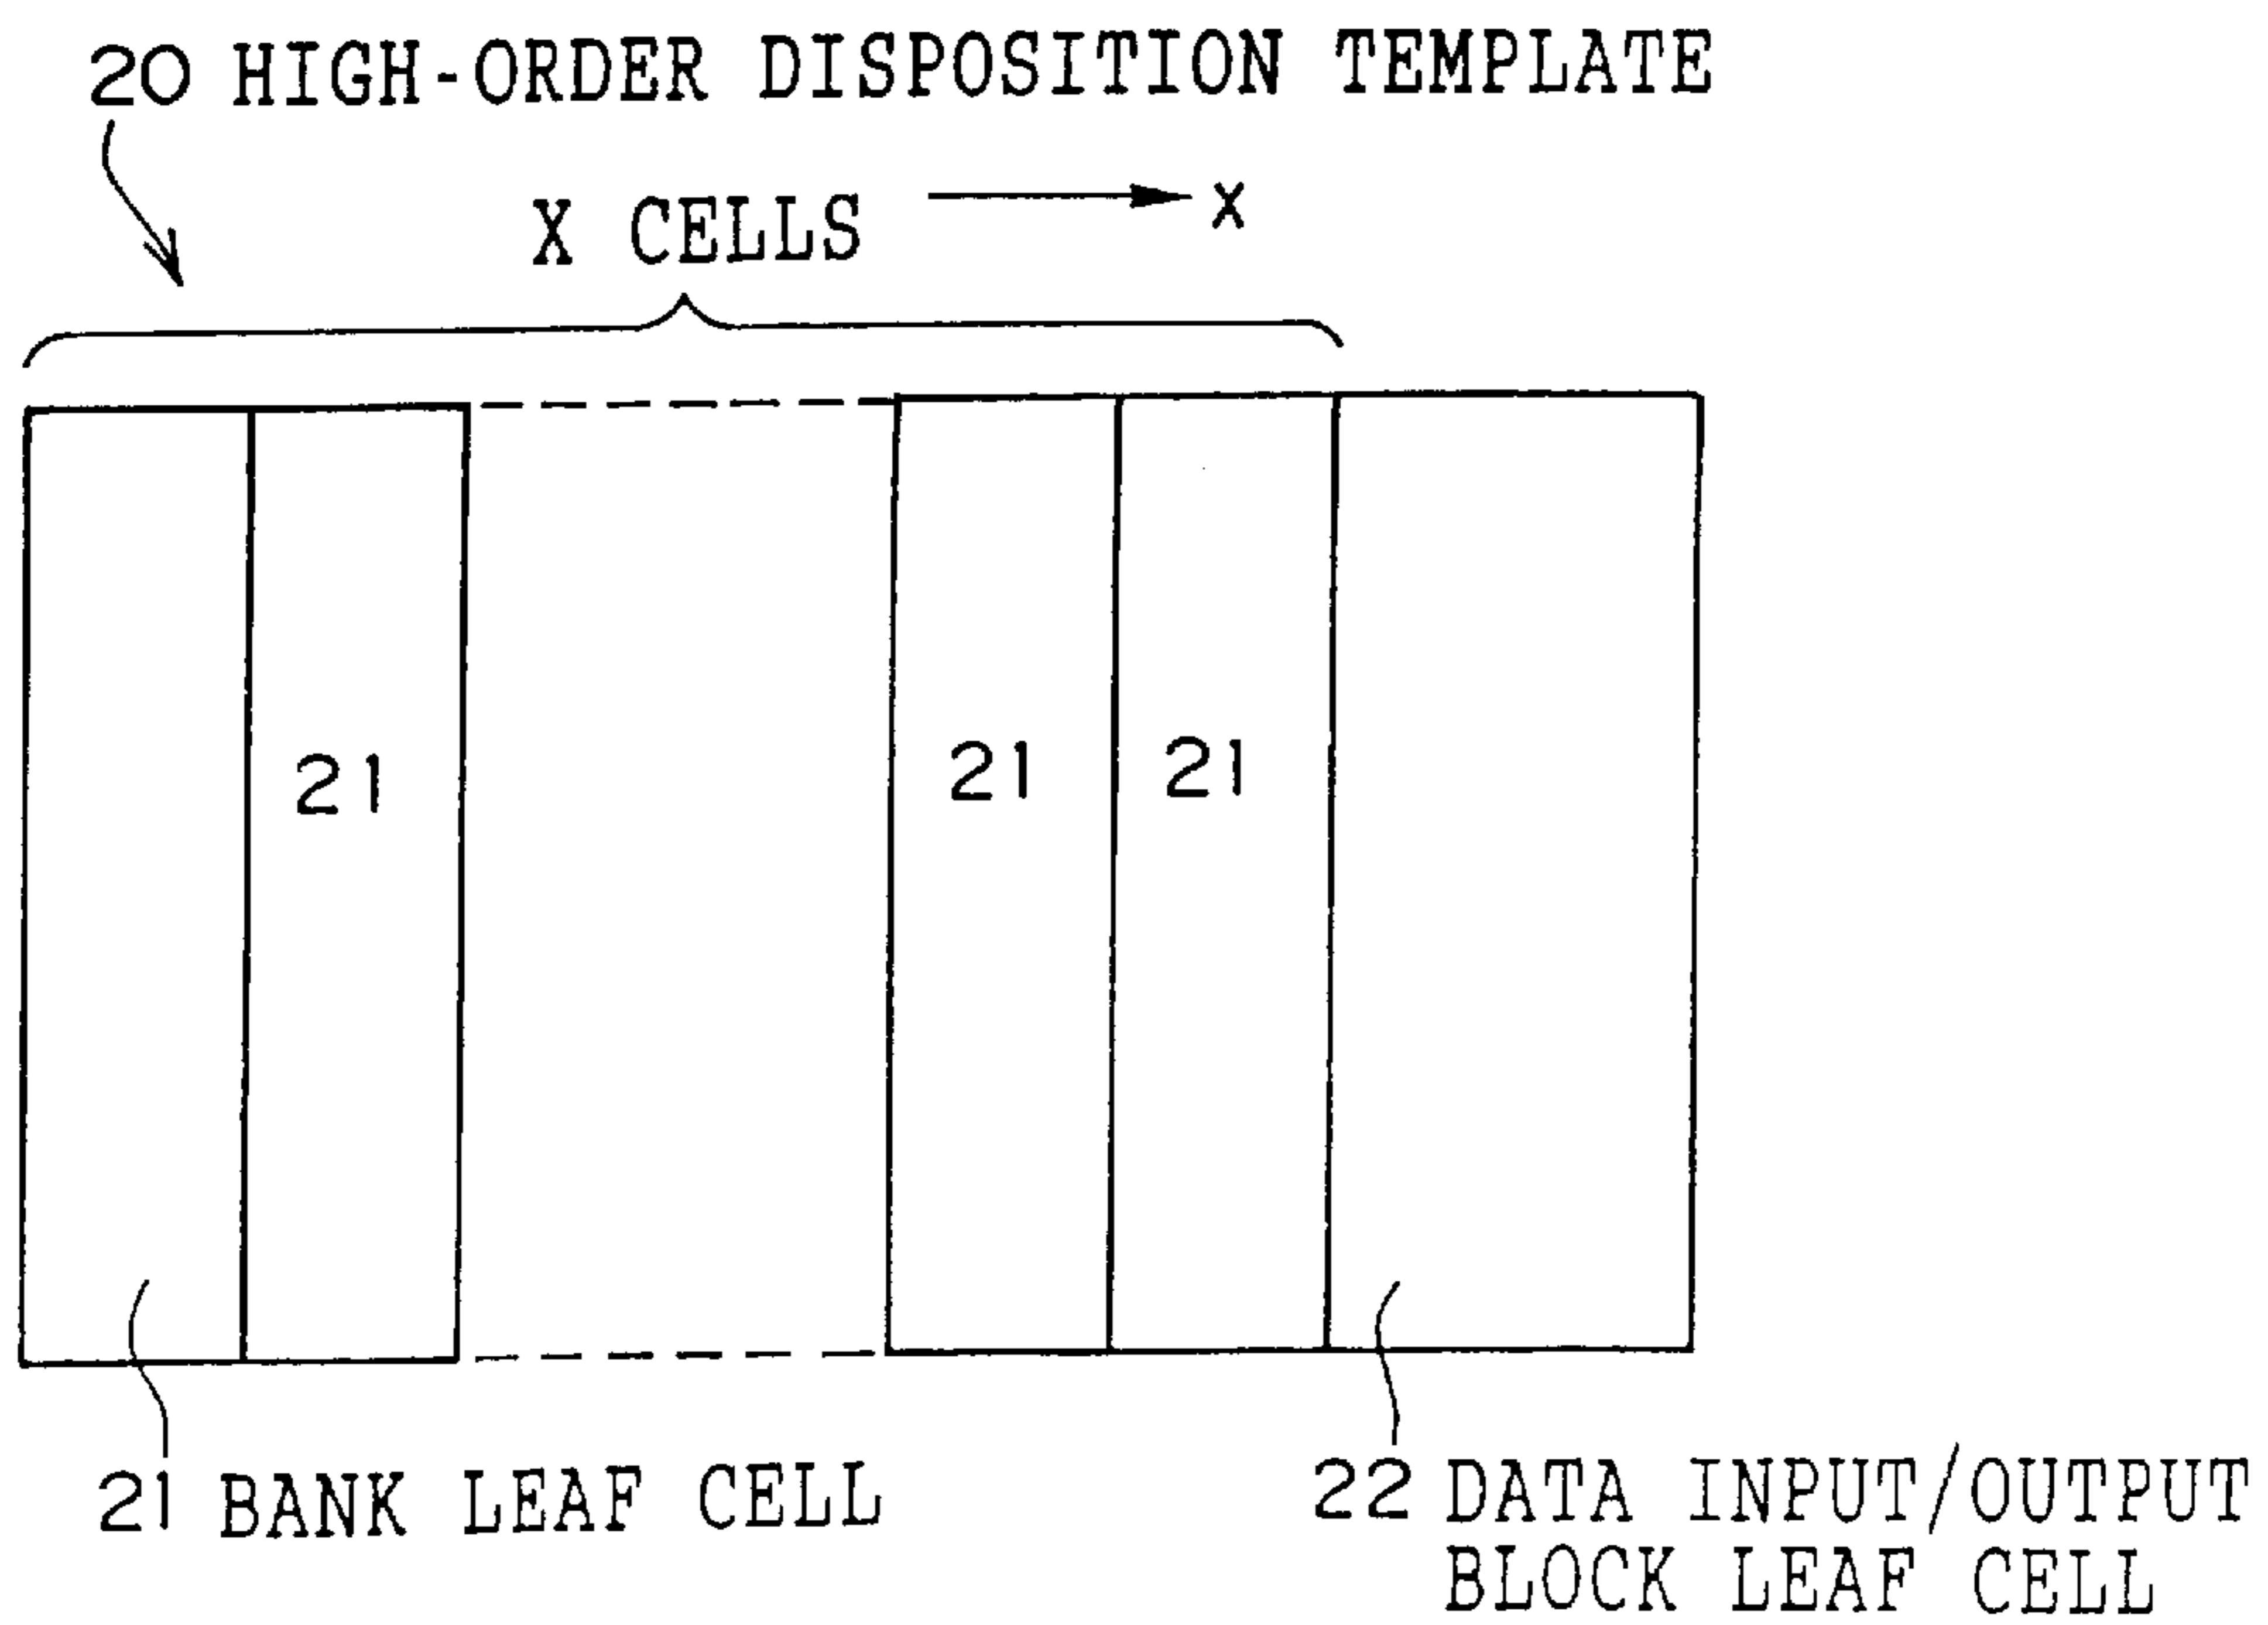 20 HIGH-ORDER DISPOSITION TEMPLATE
X CELLS x
21 21 21
21 BANK LEAF CELL
22 DATA INPUT/OUTPUT
BLOCK LEAF CELL